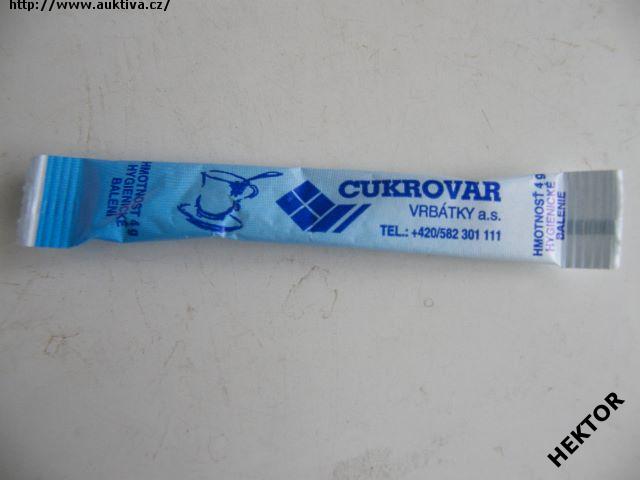 http://www.auktiva.cz/
HMOTNOST 4 g
HYGIENICKÉ
BALENÍ
CUKROVAR
VRBÁTKY a.s.
TEL.: +420/582 301 111
HMOTNOSŤ 4 g
HYGIENICKÉ
BALENIE
HEKTOR